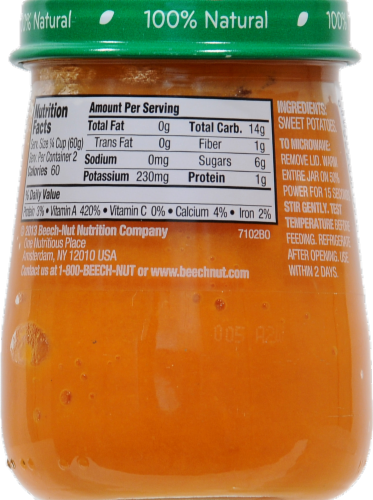 % Natural 100% Natural 100%
Nutrition
Facts
Serv. Size ¼ Cup (60g)
Serv. Per Container 2
Calories 60
Amount Per Serving
Total Fat 0g Total Carb. 14g
Trans Fat 0g Fiber 1g
Sodium 0mg Sugars 6g
Potassium 230mg Protein 1g
% Daily Value
Protein 3% • Vitamin A 420% • Vitamin C 0% • Calcium 4% • Iron 2%
© 2013 Beech-Nut Nutrition Company 7102B0
One Nutritious Place
Amsterdam, NY 12010 USA
Contact us at 1-800-BEECH-NUT or www.beechnut.com
INGREDIENTS:
SWEET POTATOES
TO MICROWAVE:
REMOVE LID. WARM
ENTIRE JAR ON 50%
POWER FOR 15 SECONDS
STIR GENTLY. TEST
TEMPERATURE BEFORE
FEEDING. REFRIGERATE
AFTER OPENING. USE
WITHIN 2 DAYS.